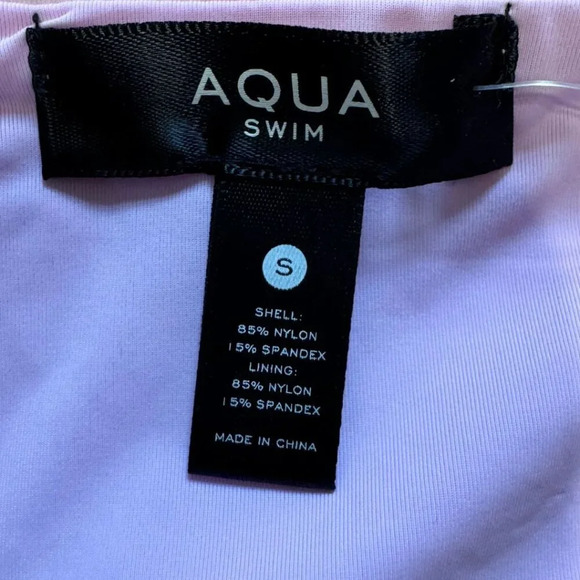 AQUA
SWIM
S
SHELL:
85% NYLON
15% SPANDEX
LINING:
85% NYLON
15% SPANDEX
MADE IN CHINA